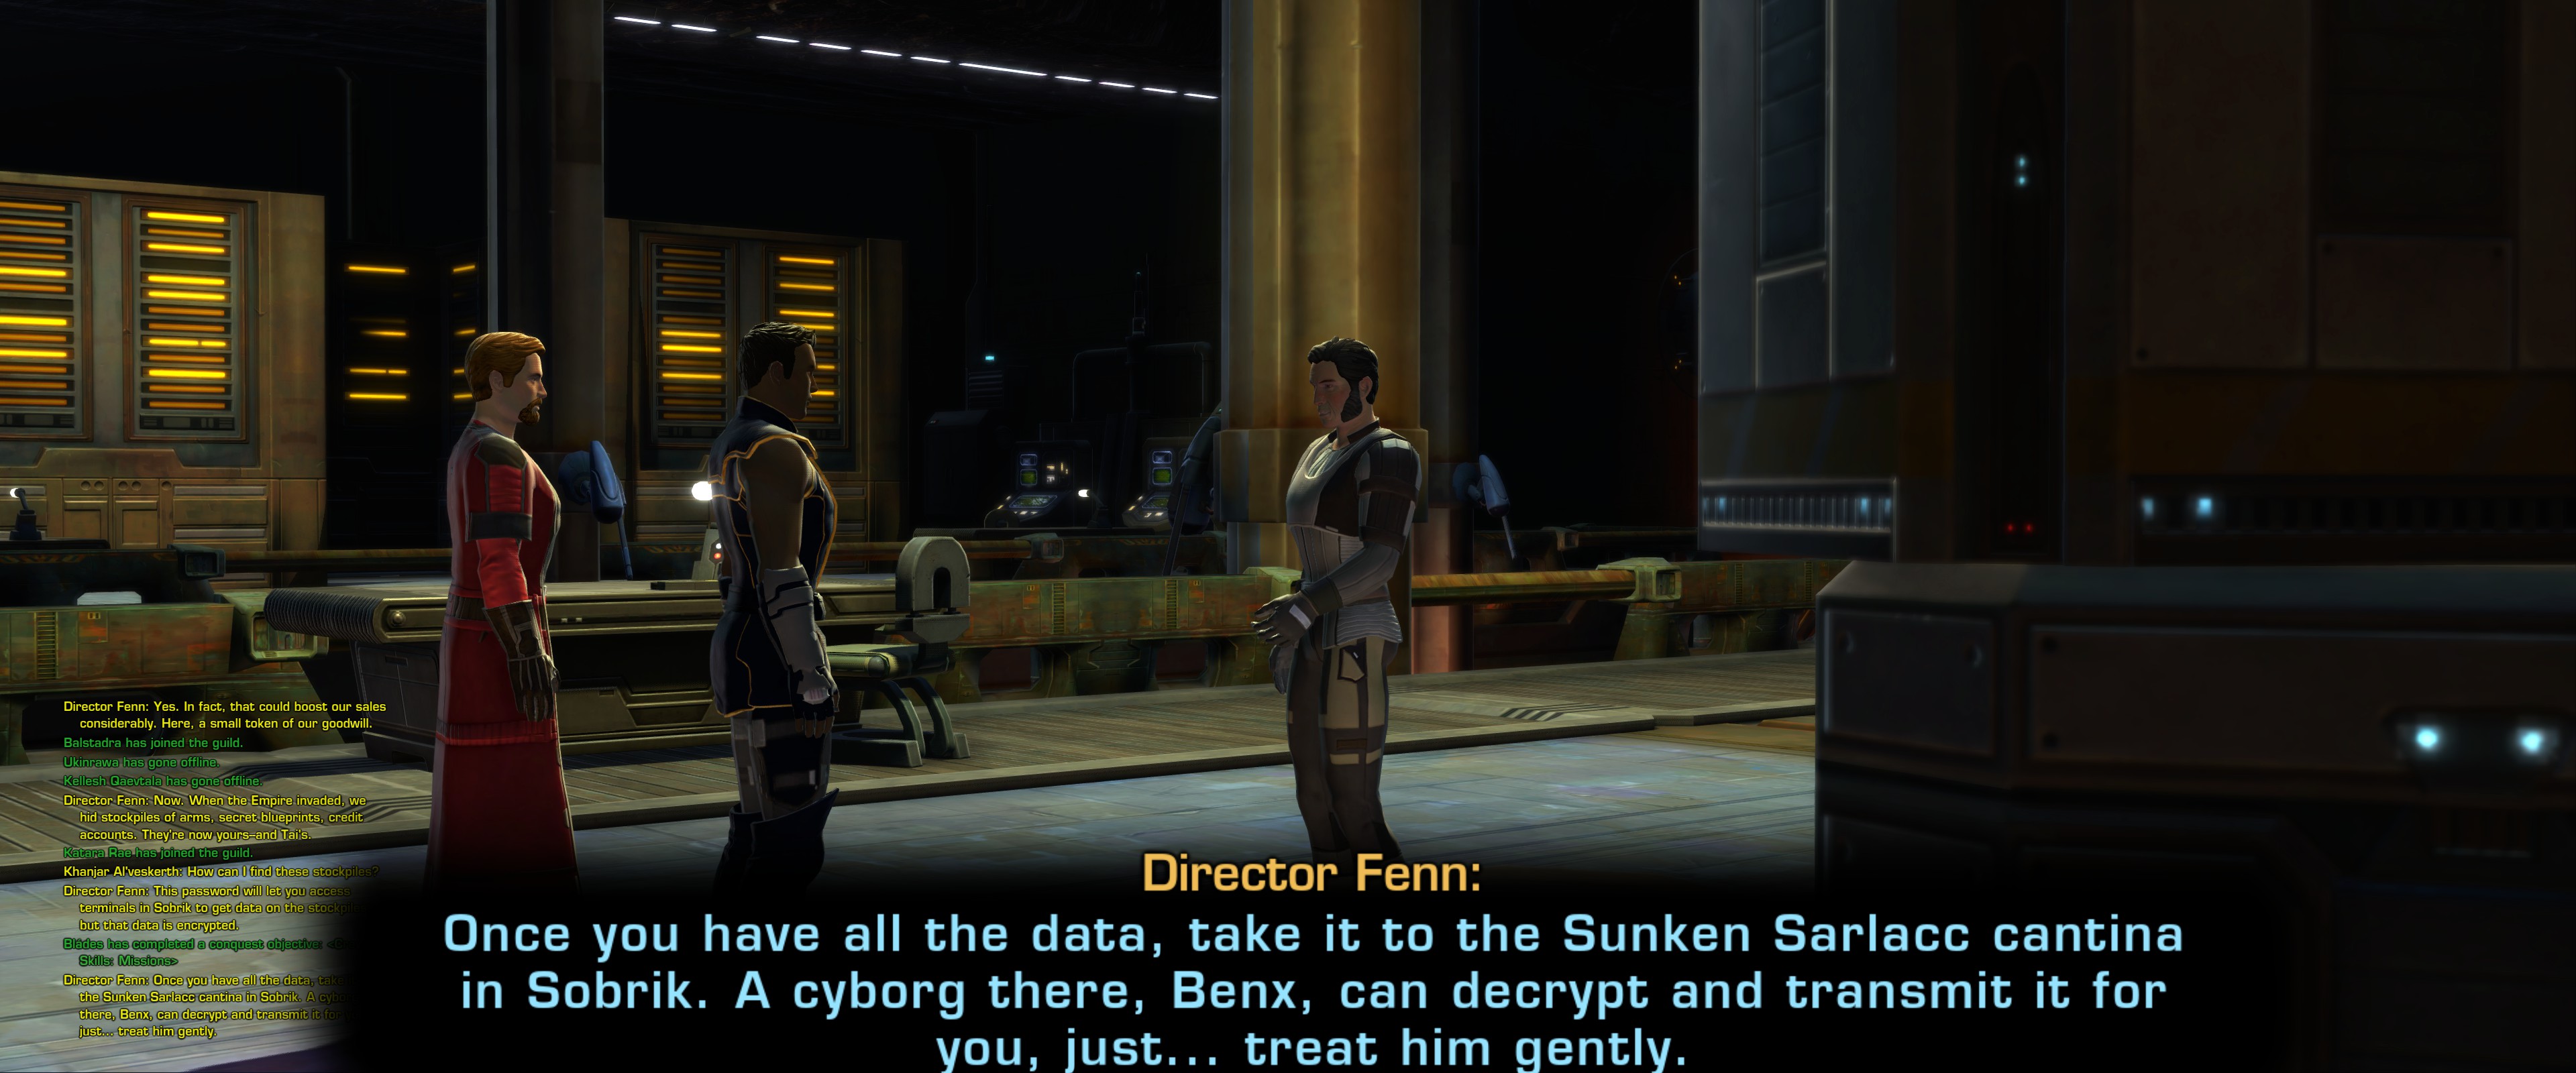 Director Fenn: Yes. In fact, that could boost our sales
considerably. Here, a small token of our goodwill.
Balstadra has joined the guild.
Ukinrawa has gone offline.
Kellesh Qaevtala has gone offline.
Director Fenn: Now. When the Empire invaded, we
hid stockpiles of arms, secret blueprints, credit
accounts. They're now yours—and Tai's.
Katara Rae has joined the guild.
Khanjar Al'veskerth: How can I find these stockpiles?
Director Fenn: This password will let you access
terminals in Sobrik to get data on the
but that data is encrypted.
Blàdes has completed a conquest objective:
Skills: Missions>
Director Fenn: Once you have all the data, take
the Sunken Sarlacc cantina in Sobrik. A
there, Benx, can decrypt and transmit it for
just... treat him gently.
Director Fenn:
Once you have all the data, take it to the Sunken Sarlacc cantina
in Sobrik. A cyborg there, Benx, can decrypt and transmit it for
you, just... treat him gently.